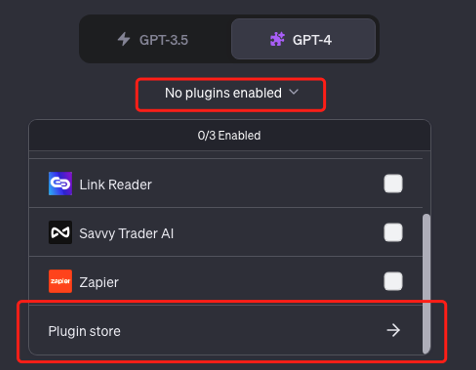 GPT-3.5
GPT-4
No plugins enabled
0/3 Enabled
Link Reader
Savvy Trader AI
zapier
Zapier
Plugin store